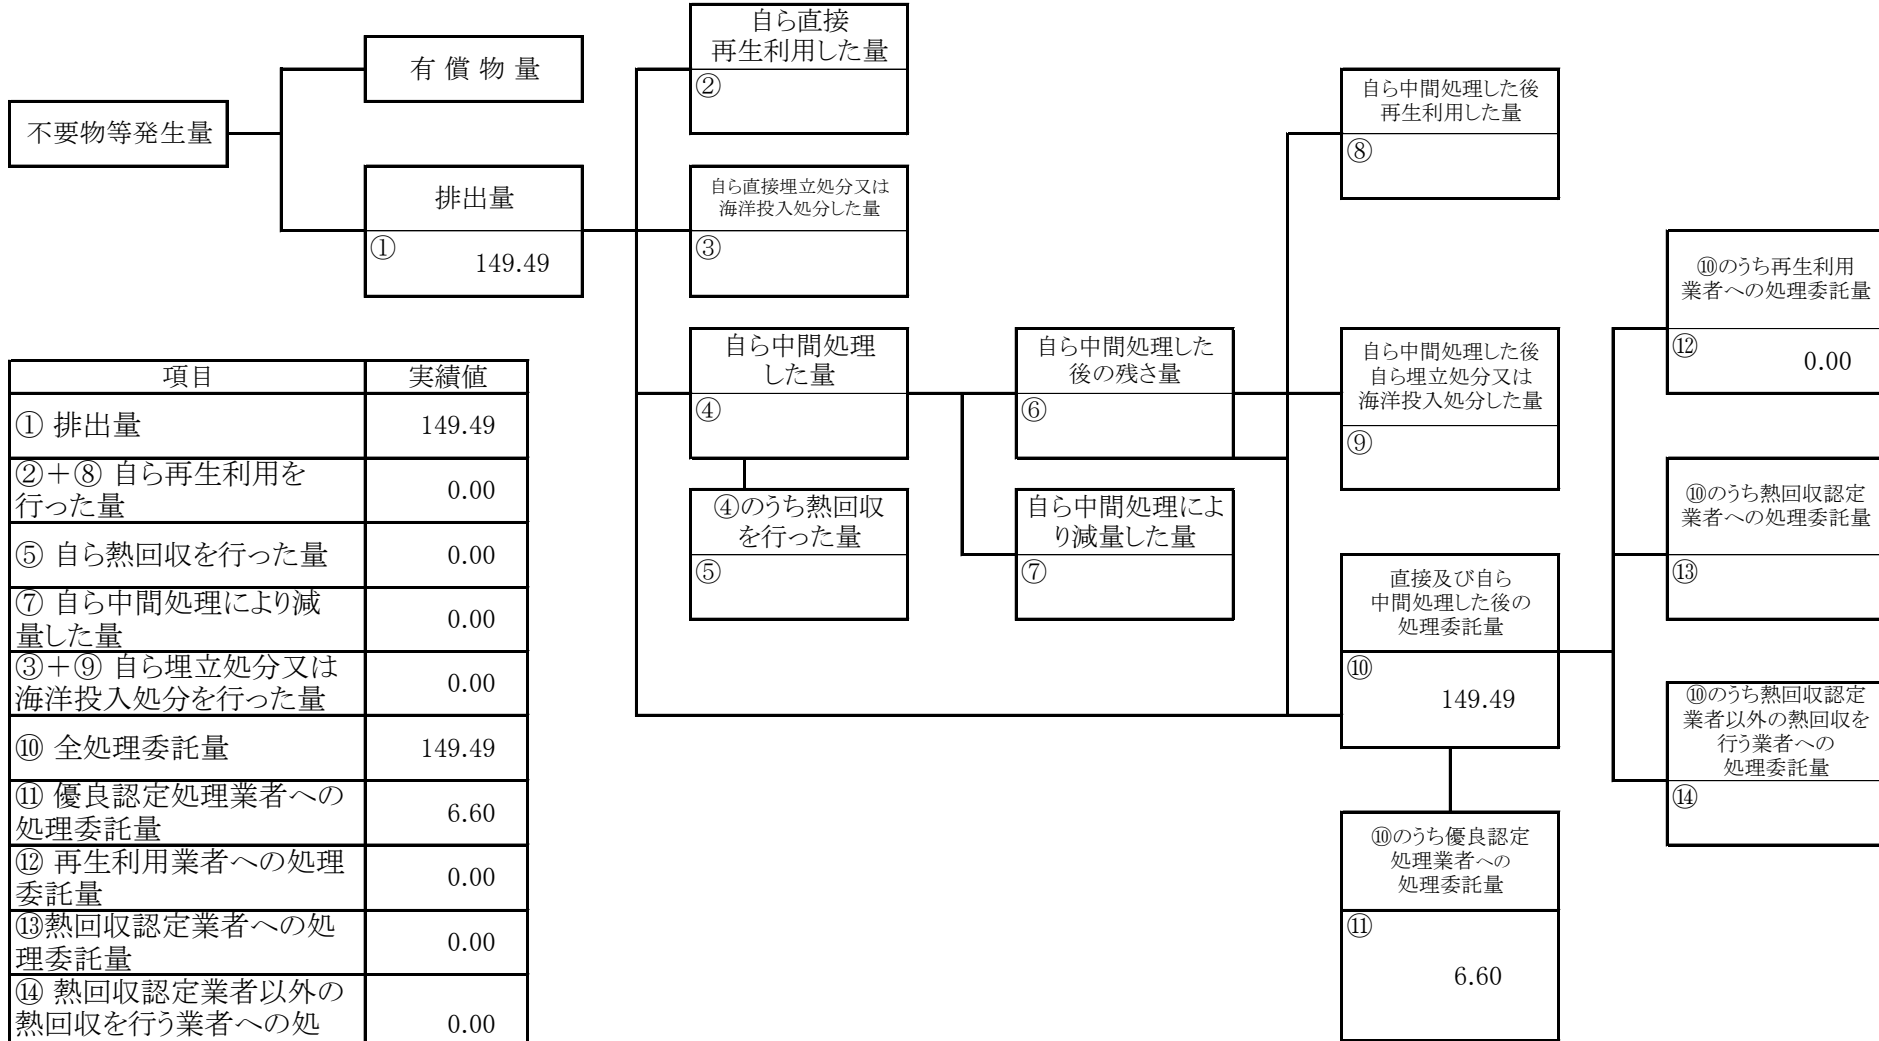 不要物等発生量
有 償 物 量
排出量
①
149.49
自ら直接
再生利用した量
②
自ら直接埋立処分又は
海洋投入処分した量
③
自ら中間処理
した量
④
④のうち熱回収
を行った量
⑤
自ら中間処理した
後の残さ量
⑥
自ら中間処理によ
り減量した量
⑦
自ら中間処理した後
再生利用した量
⑧
自ら中間処理した後
自ら埋立処分又は
海洋投入処分した量
⑨
直接及び自ら
中間処理した後の
処理委託量
⑩
149.49
⑩のうち優良認定
処理業者への
処理委託量
⑪
6.60
⑩のうち再生利用
業者への処理委託量
⑫
0.00
⑩のうち熱回収認定
業者への処理委託量
⑬
⑩のうち熱回収認定
業者以外の熱回収を
行う業者への
処理委託量
⑭
項目 実績値
① 排出量 149.49
②＋⑧ 自ら再生利用を
行った量 0.00
⑤ 自ら熱回収を行った量 0.00
⑦ 自ら中間処理により減
量した量 0.00
③＋⑨ 自ら埋立処分又は
海洋投入処分を行った量 0.00
⑩ 全処理委託量 149.49
⑪ 優良認定処理業者への
処理委託量 6.60
⑫ 再生利用業者への処理
委託量 0.00
⑬熱回収認定業者への処
理委託量 0.00
⑭ 熱回収認定業者以外の
熱回収を行う業者への処 0.00